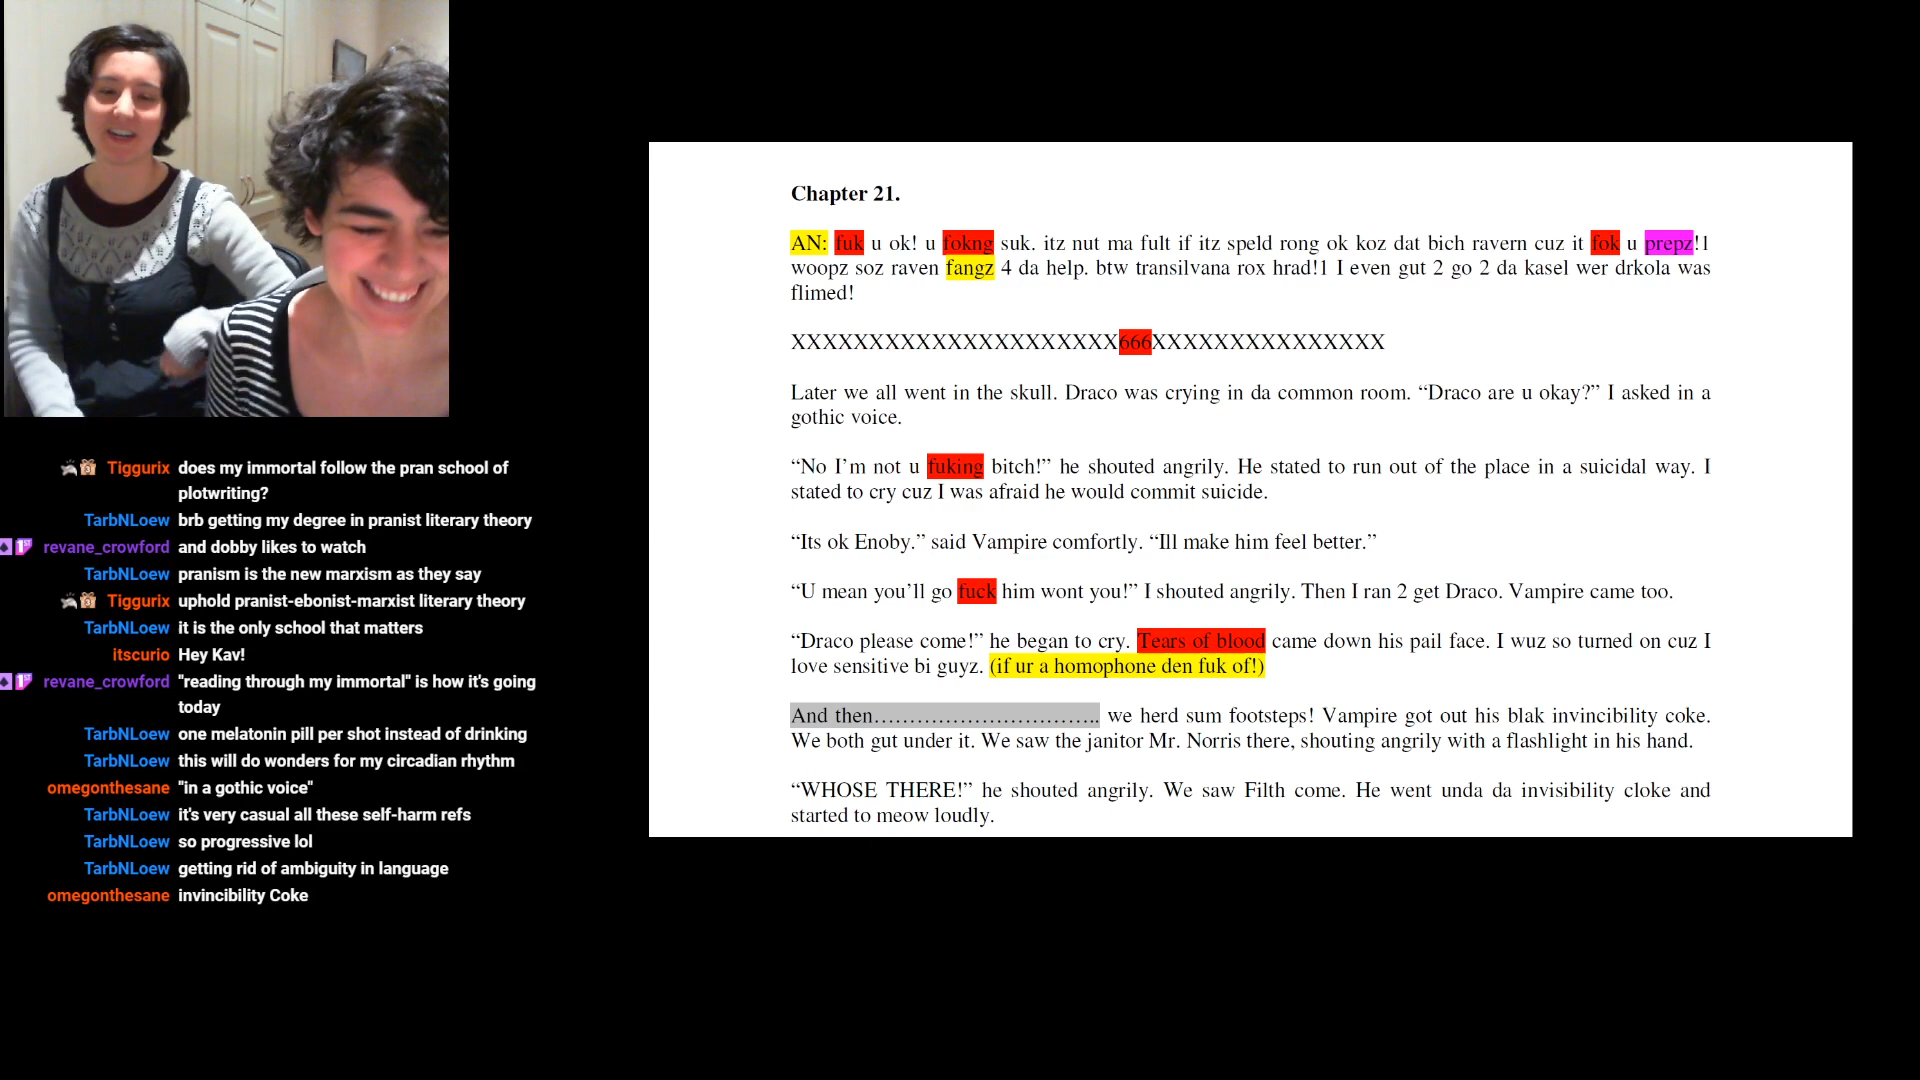 Tiggurix does my immortal follow the pran school of
plotwriting?
TarbNLoew brb getting my degree in pranist literary theory
revane_crowford and dobby likes to watch
TarbNLoew pranism is the new marxism as they say
Tiggurix uphold pranist-ebonist-marxist literary theory
TarbNLoew it is the only school that matters
itscurio Hey Kav!
revane_crowford "reading through my immortal" is how it's going
today
TarbNLoew one melatonin pill per shot instead of drinking
TarbNLoew this will do wonders for my circadian rhythm
omegonthesane "in a gothic voice"
TarbNLoew it's very casual all these self-harm refs
TarbNLoew so progressive lol
TarbNLoew getting rid of ambiguity in language
omegonthesane invincibility Coke
Chapter 21.
AN: fuk u ok! u fokng suk. itz nut ma fult if itz speld rong ok koz dat bich ravern cuz it fok u prepz!1
woopz soz raven fangz 4 da help. btw transilvana rox hrad!1 I even gut 2 go 2 da kasel wer drkola was
flimed!
XXXXXXXXXXXXXXXXXXXXX666XXXXXXXXXXXXXXX
Later we all went in the skull. Draco was crying in da common room. “Draco are u okay?” I asked in a
gothic voice.
“No I’m not u fuking bitch!” he shouted angrily. He stated to run out of the place in a suicidal way. I
stated to cry cuz I was afraid he would commit suicide.
“Its ok Enoby.” said Vampire comfortly. “Ill make him feel better.”
“U mean you’ll go fuck him wont you!” I shouted angrily. Then I ran 2 get Draco. Vampire came too.
“Draco please come!” he began to cry. Tears of blood came down his pail face. I wuz so turned on cuz I
love sensitive bi guyz. (if ur a homophone den fuk of!)
And then………………………….. we herd sum footsteps! Vampire got out his blak invincibility coke.
We both gut under it. We saw the janitor Mr. Norris there, shouting angrily with a flashlight in his hand.
“WHOSE THERE!” he shouted angrily. We saw Filth come. He went unda da invisibility cloke and
started to meow loudly.